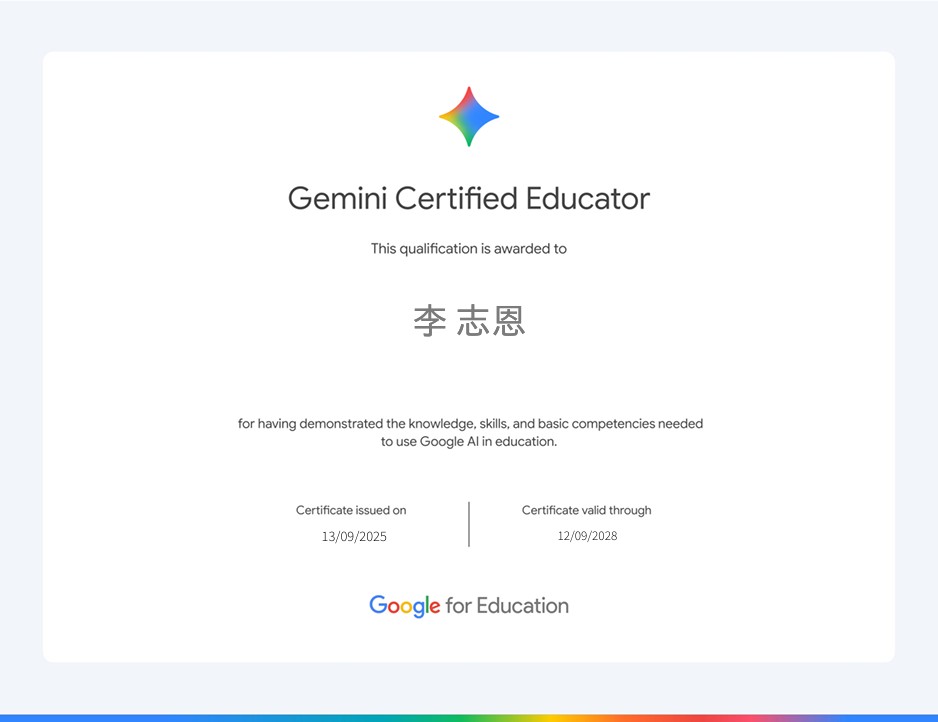 Gemini Certified Educator
This qualification is awarded to
李 志恩
for having demonstrated the knowledge, skills, and basic competencies needed
to use Google AI in education.
Certificate issued on
13/09/2025
Certificate valid through
12/09/2028
Google for Education